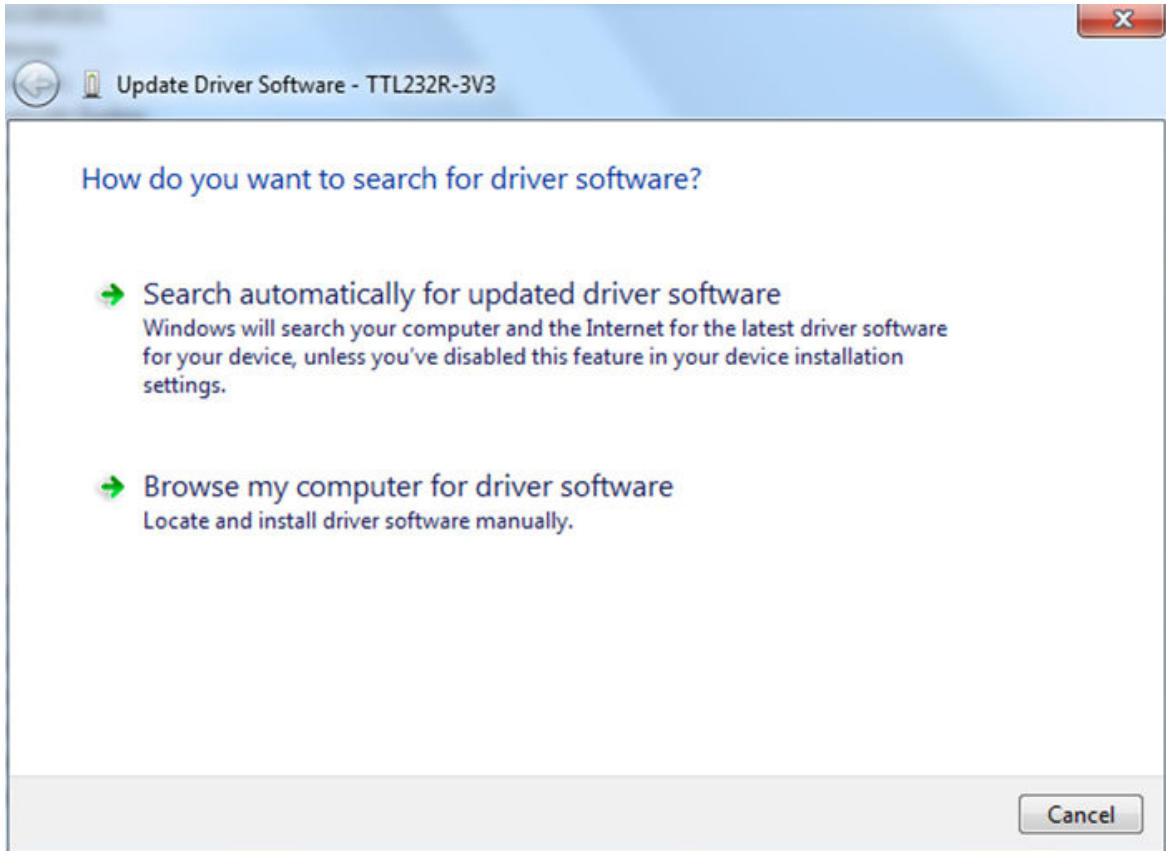 Update Driver Software - TTL232R-3V3
How do you want to search for driver software?
Search automatically for updated driver software
Windows will search your computer and the Internet for the latest driver software
for your device, unless you've disabled this feature in your device installation
settings.
Browse my computer for driver software
Locate and install driver software manually.
Cancel